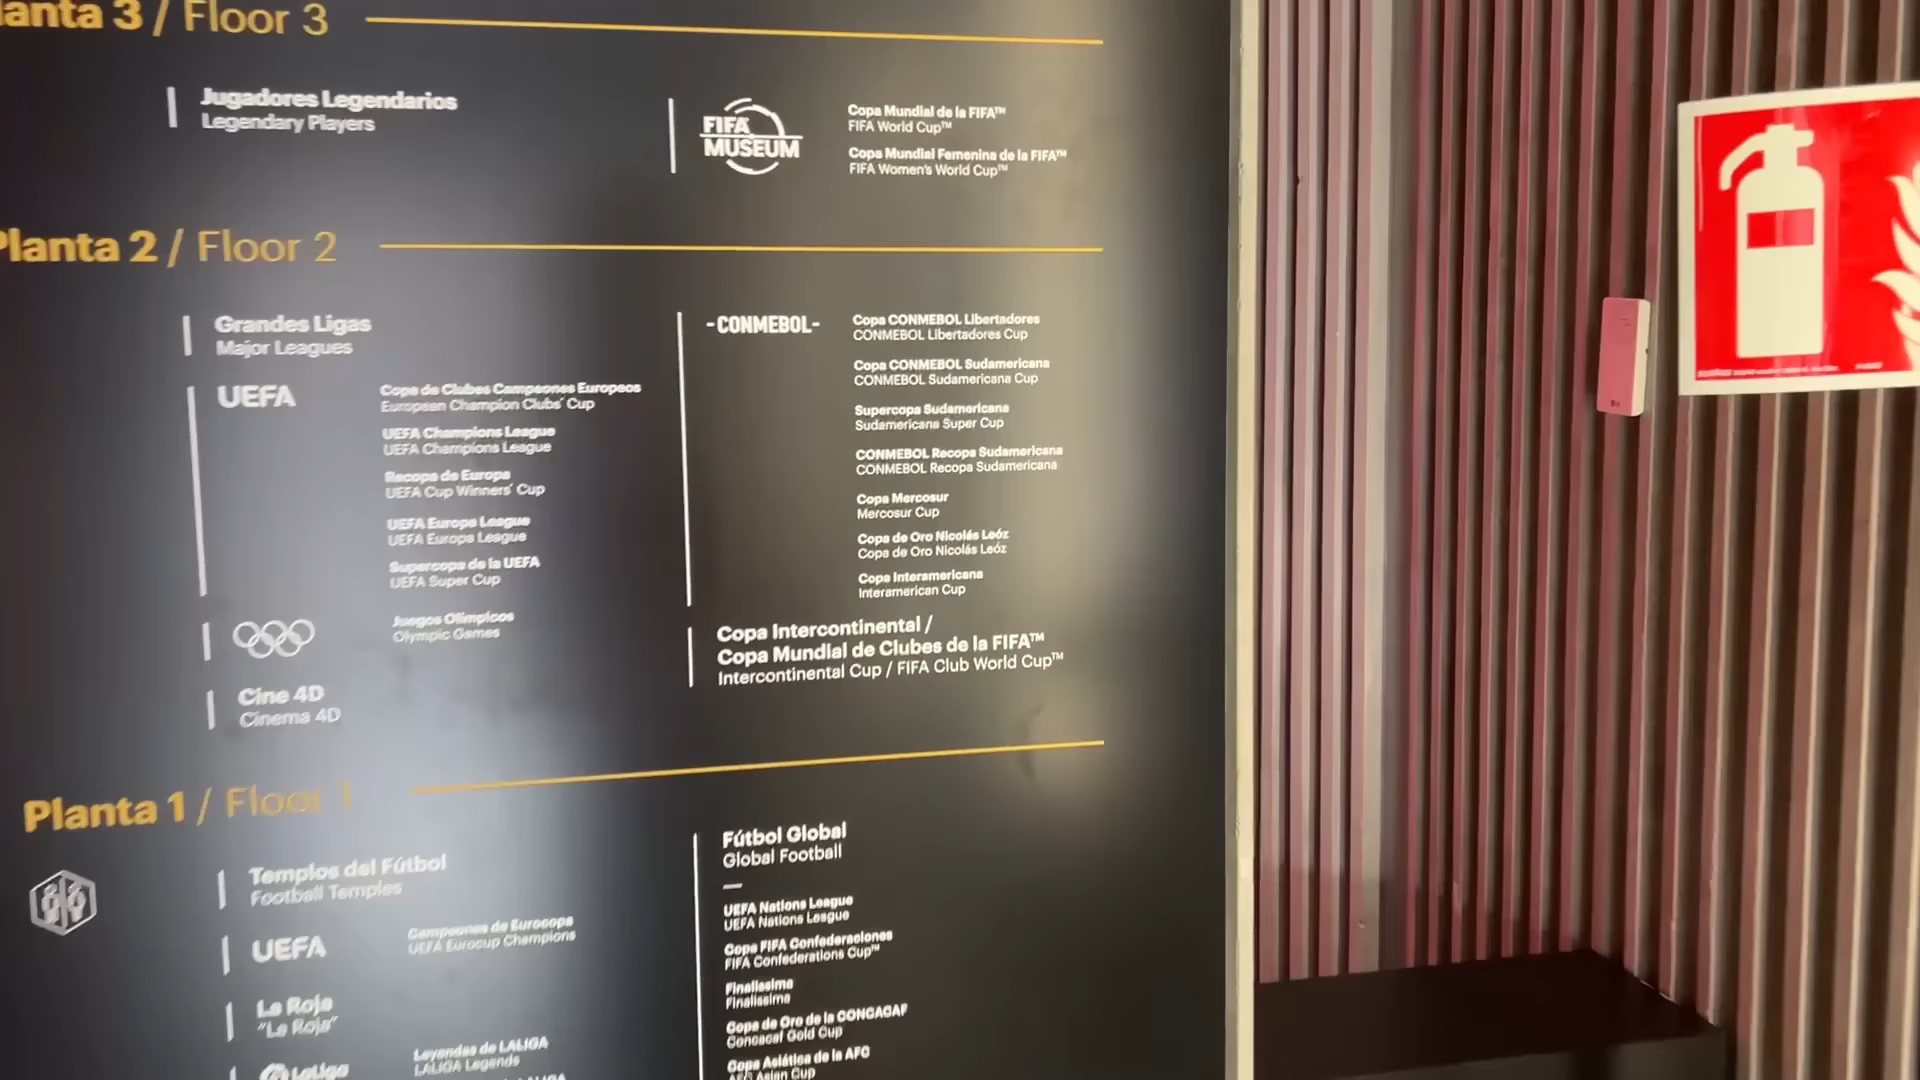 anta 3 / Floor 3
Jugadores Legendarios
Legendary Players
FIFA
MUSEUM
Copa Mundial de la FIFA™
FIFA World Cup™
Copa Mundial Femenina de la FIFA™
FIFA Women's World Cup™
Planta 2 / Floor 2
Grandes Ligas
Major Leagues
UEFA
Copa de Clubes Campeones Europeos
European Champion Clubs' Cup
UEFA Champions League
UEFA Champions League
Recopa de Europa
UEFA Cup Winners' Cup
UEFA Europa League
UEFA Europa League
Supercopa de la UEFA
UEFA Super Cup
Juegos Olímpicos
Olympic Games
Cine 4D
Cinema 4D
-CONMEBOL-
Copa CONMEBOL Libertadores
CONMEBOL Libertadores Cup
Copa CONMEBOL Sudamericana
CONMEBOL Sudamericana Cup
Supercopa Sudamericana
Sudamericana Super Cup
CONMEBOL Recopa Sudamericana
CONMEBOL Recopa Sudamericana
Copa Mercosur
Mercosur Cup
Copa de Oro Nicolás Leóz
Copa de Oro Nicolás Leóz
Copa Interamericana
Interamerican Cup
Copa Intercontinental /
Copa Mundial de Clubes de la FIFA™
Intercontinental Cup / FIFA Club World Cup™
Planta 1 / Floor 1
Templos del Fútbol
Football Temples
UEFA
Campeones de Eurocopa
UEFA Eurocup Champions
La Roja
"La Roja"
LaLiga
Leyendas de LALIGA
LALIGA Legends
Fútbol Global
Global Football
UEFA Nations League
UEFA Nations League
Copa FIFA Confederaciones
FIFA Confederations Cup™
Finalissima
Finalissima
Copa de Oro de la CONCACAF
Concacaf Gold Cup
Copa Asiática de la AFC
AFC Asian Cup